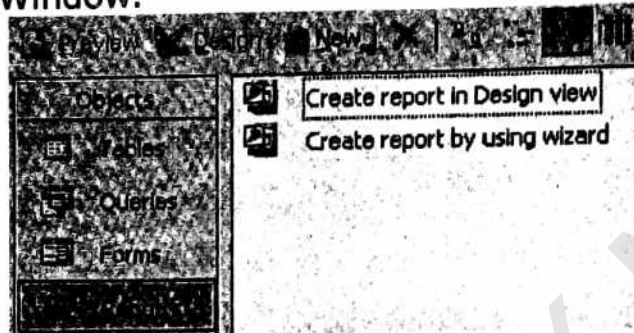 Window.
Preview Design New
Objects
Create report in Design view
Tables
Create report by using wizard
Queries
Forms